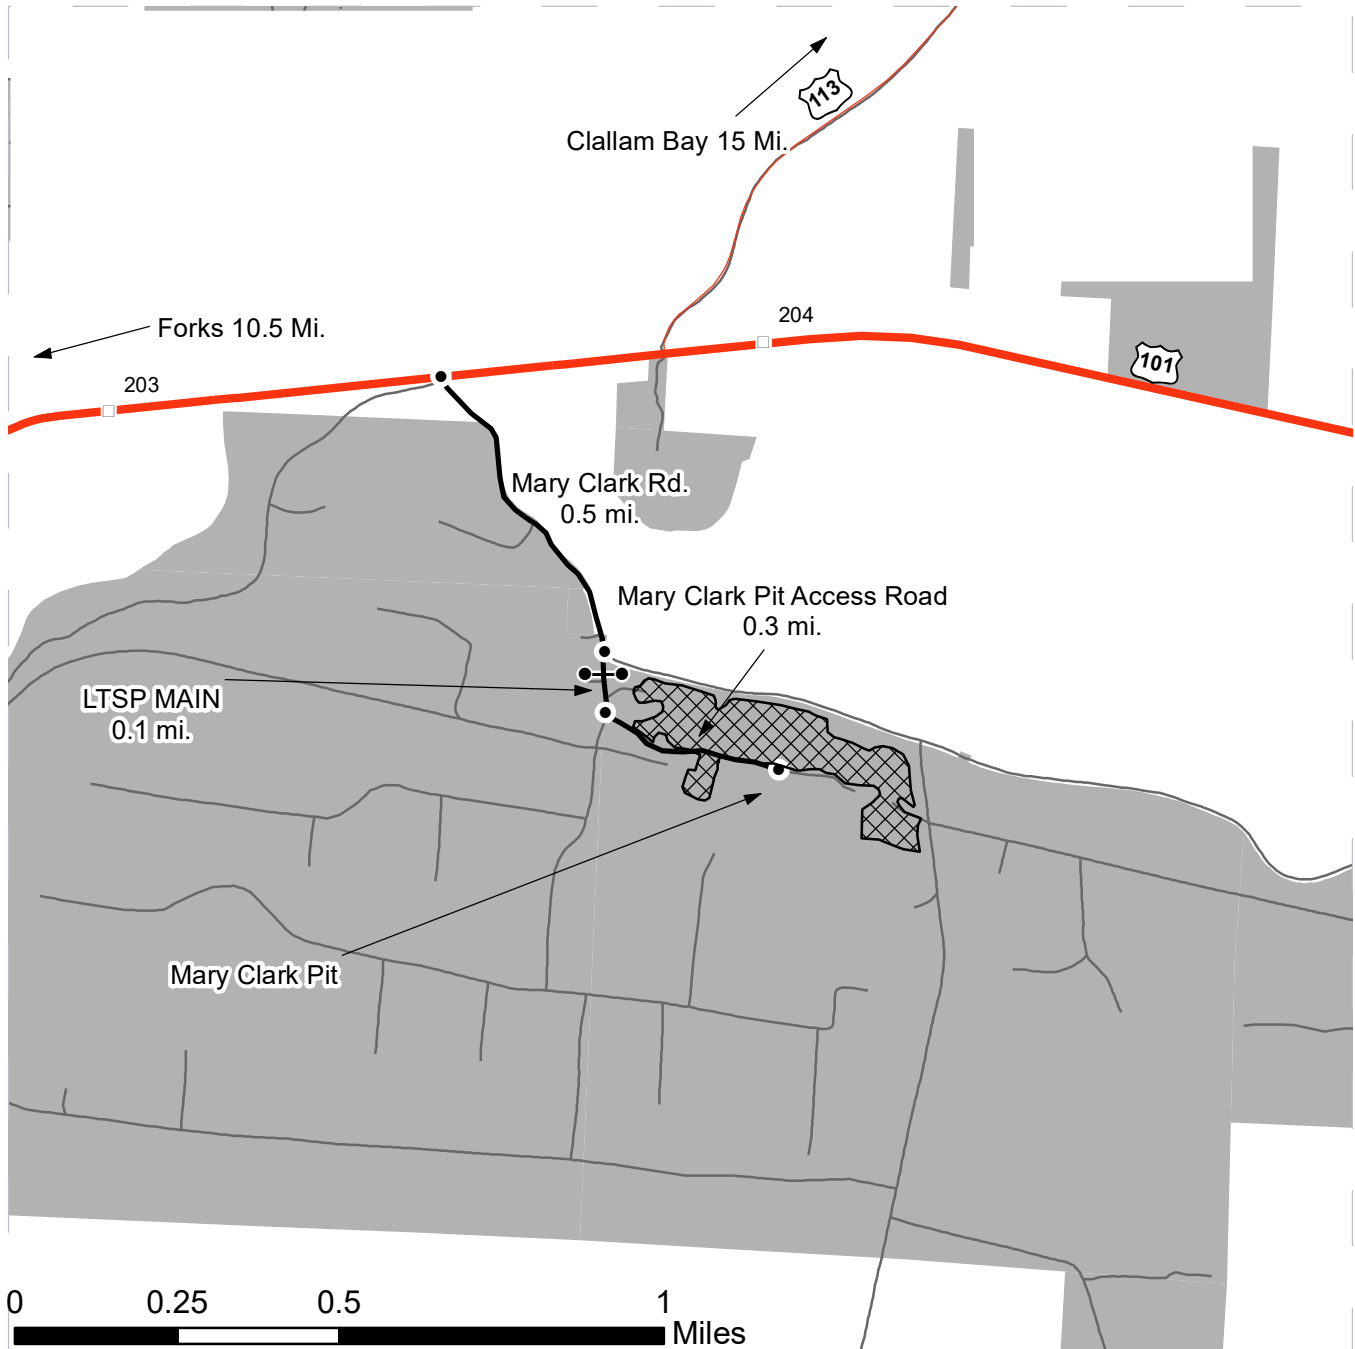 113
Clallam Bay 15 Mi.
204
Forks 10.5 Mi.
101
203
Mary Clark Rd.
0.5 mi.
Mary Clark Pit Access Road
0.3 mi.
LTSP MAIN
0.1 mi.
Mary Clark Pit
0 0.25 0.5 1
Miles